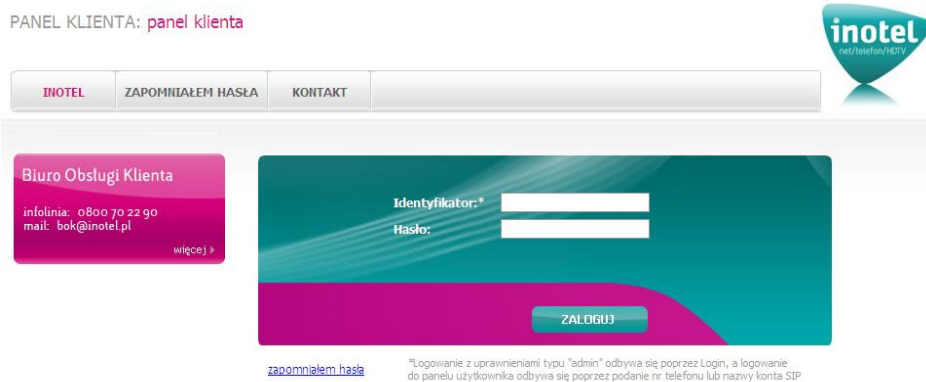 PANEL KLIENTA: panel klienta
inotel
net/telefon/HDTV
INOTEL
ZAPOMNIAŁEM HASŁA
KONTAKT
Biuro Obsługi Klienta
infolinia: 0800 70 22 90
mail: bok@inotel.pl
więcej
Identyfikator:*
Hasło:
ZALOGUJ
zapomniałem hasła
*Logowanie z uprawnieniami typu "admin" odbywa się poprzez Login, a logowanie
do panelu użytkownika odbywa się poprzez podanie nr telefonu lub nazwy konta SIP